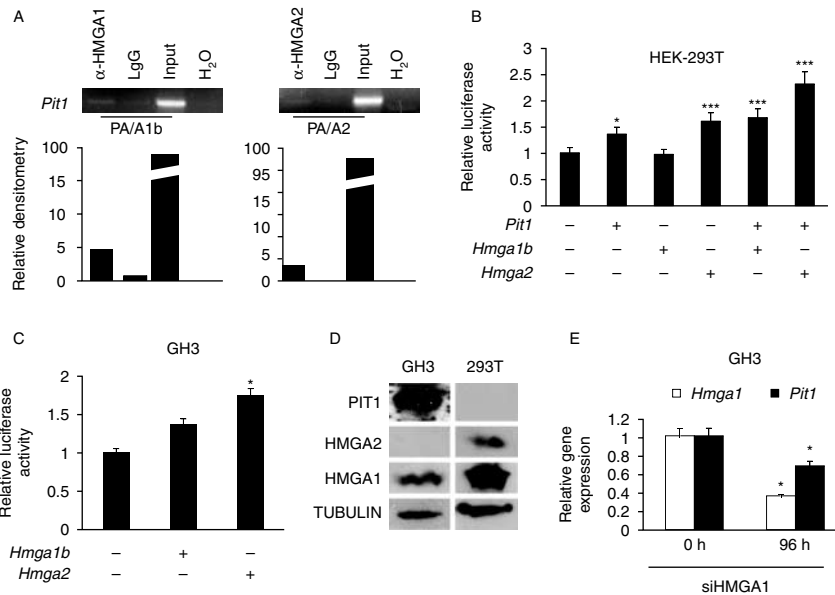 A
α-HMGA1
LgG
Input
H2O
α-HMGA2
LgG
Input
H2O
Pit1
PA/A1b
PA/A2
Relative densitometry
100
15
10
5
0
100
95
15
10
5
0
B
HEK-293T
Relative luciferase
activity
3
2.5
2
1.5
1
0.5
0
* *** *** ***
Pit1 – + – – + +
Hmga1b – – + – + –
Hmga2 – – – + – +
C
GH3
Relative luciferase
activity
2
1.5
1
0.5
0
*
Hmga1b – + –
Hmga2 – – +
D
GH3 293T
PIT1
HMGA2
HMGA1
TUBULIN
E
GH3
Hmga1 Pit1
Relative gene
expression
1.2
1
0.8
0.6
0.4
0.2
0
* *
0 h 96 h
siHMGA1